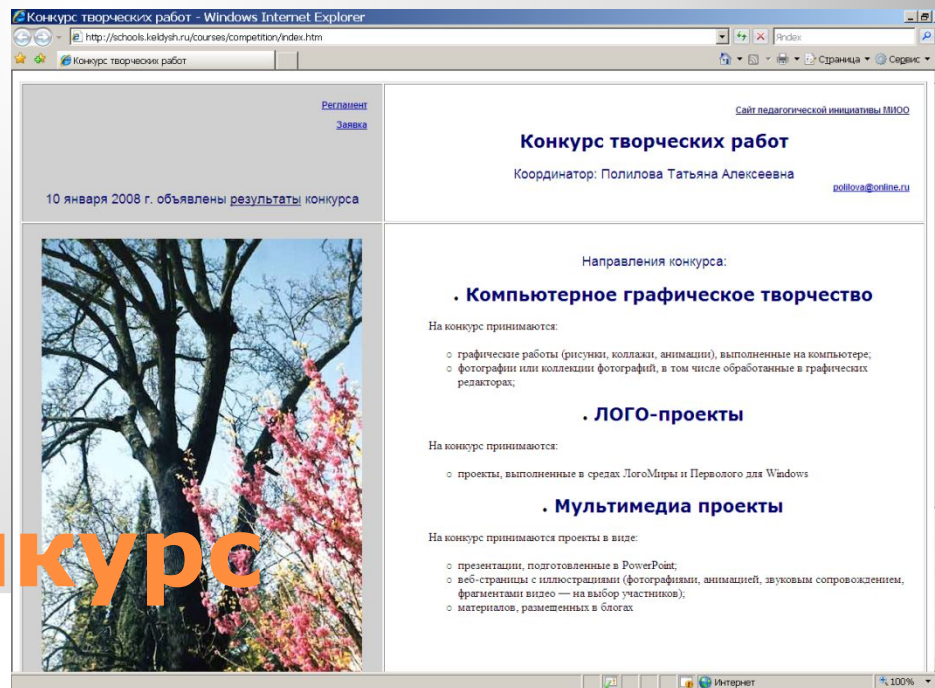 Конкурс творческих работ - Windows Internet Explorer
http://schools.keldysh.ru/courses/competition/index.htm
Яndex
Конкурс творческих работ
Страница
Сервис
Регламент
Заявка
10 января 2008 г. объявлены результаты конкурса
Сайт педагогической инициативы МИОО
Конкурс творческих работ
Координатор: Полилова Татьяна Алексеевна
polilova@online.ru
Направления конкурса:
• Компьютерное графическое творчество
На конкурс принимаются:
○ графические работы (рисунки, коллажи, анимации), выполненные на компьютере;
○ фотографии или коллекции фотографий, в том числе обработанные в графических
редакторах;
• ЛОГО-проекты
На конкурс принимаются:
○ проекты, выполненные в средах ЛогоМиры и Перволого для Windows
• Мультимедиа проекты
На конкурс принимаются проекты в виде:
○ презентации, подготовленные в PowerPoint;
○ веб-страницы с иллюстрациями (фотографиями, анимацией, звуковым сопровождением,
фрагментами видео — на выбор участников);
○ материалов, размещенных в блогах
курс
Интернет
100%